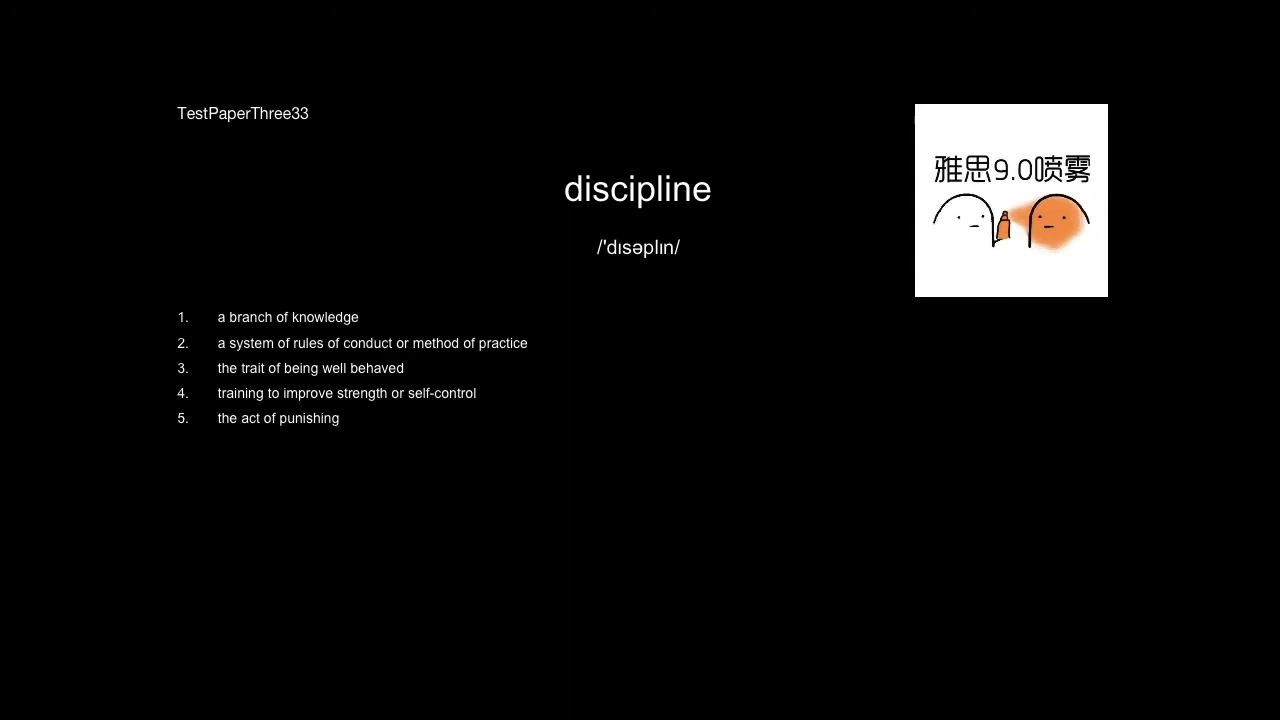 TestPaperThree33
雅思9.0喷雾
discipline
/'dɪsəplɪn/
1. a branch of knowledge
2. a system of rules of conduct or method of practice
3. the trait of being well behaved
4. training to improve strength or self-control
5. the act of punishing